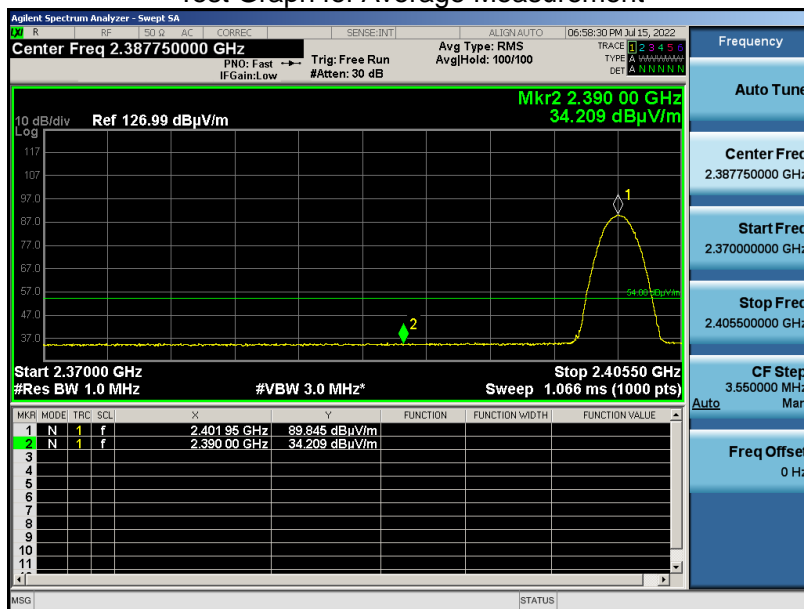 Test Graph for Average Measurement
Agilent Spectrum Analyzer - Swept SA
LXI R RF 50 Ω AC CORREC SENSE:INT ALIGN AUTO 06:58:30 PM Jul 15, 2022
Center Freq 2.387750000 GHz
PNO: Fast
IFGain:Low
Trig: Free Run
#Atten: 30 dB
Avg Type: RMS
Avg|Hold: 100/100
TRACE 1 2 3 4 5 6
TYPE A WWWWW
DET A N N N N N
Mkr2 2.390 00 GHz
34.209 dBµV/m
10 dB/div Ref 126.99 dBµV/m
Log
117
107
97.0
87.0
77.0
67.0
57.0
47.0
37.0
1
54.00 dBµV/m
2
Start 2.37000 GHz Stop 2.40550 GHz
#Res BW 1.0 MHz #VBW 3.0 MHz* Sweep 1.066 ms (1000 pts)
MKR MODE TRC SCL X Y FUNCTION FUNCTION WIDTH FUNCTION VALUE
1 N 1 f 2.401 95 GHz 89.845 dBµV/m
2 N 1 f 2.390 00 GHz 34.209 dBµV/m
3
4
5
6
7
8
9
10
11
MSG STATUS
Frequency
Auto Tune
Center Freq
2.387750000 GHz
Start Freq
2.370000000 GHz
Stop Freq
2.405500000 GHz
CF Step
3.550000 MHz
Auto Man
Freq Offset
0 Hz